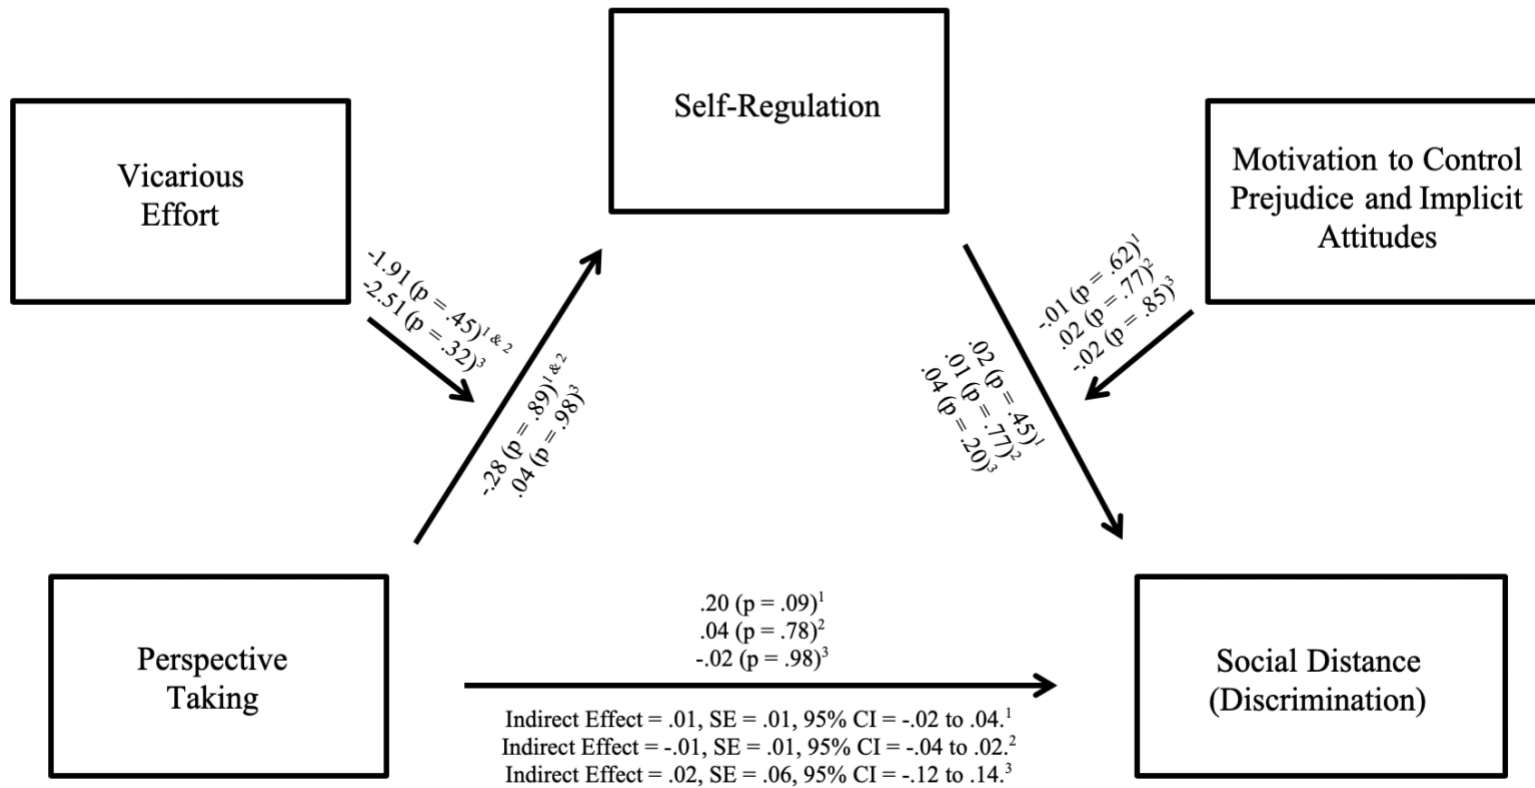 Self-Regulation
Vicarious
Effort
Motivation to Control
Prejudice and Implicit
Attitudes
-1.91 (p = .45)¹ & ²
-2.51 (p = .32)³
-.28 (p = .89)¹ & ²
.04 (p = .98)³
-.01 (p = .62)¹
.02 (p = .77)²
-.02 (p = .85)³
.02 (p = .45)¹
.01 (p = .77)²
.04 (p = .20)³
Perspective
Taking
.20 (p = .09)¹
.04 (p = .78)²
-.02 (p = .98)³
Indirect Effect = .01, SE = .01, 95% CI = -.02 to .04.¹
Indirect Effect = -.01, SE = .01, 95% CI = -.04 to .02.²
Indirect Effect = .02, SE = .06, 95% CI = -.12 to .14.³
Social Distance
(Discrimination)